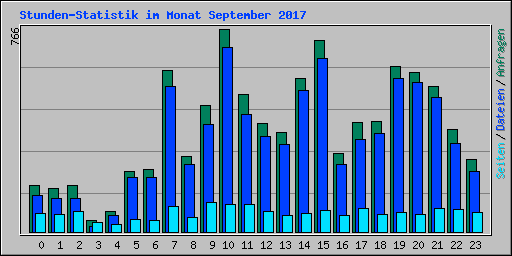 Stunden-Statistik im Monat September 2017
766
Seiten / Dateien / Anfragen
0 1 2 3 4 5 6 7 8 9 10 11 12 13 14 15 16 17 18 19 20 21 22 23